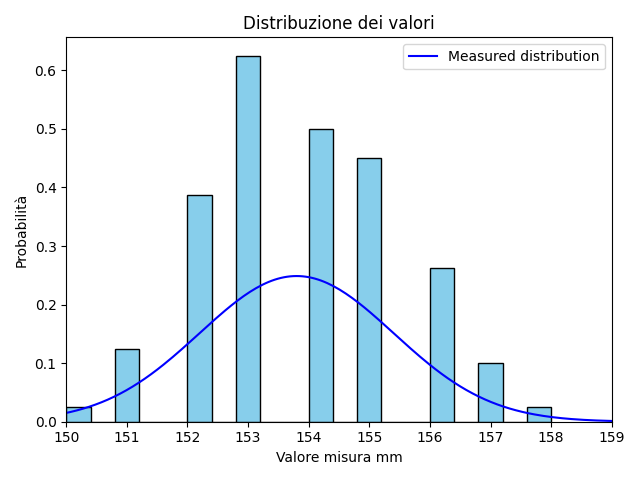 Distribuzione dei valori
Measured distribution
Probabilità
0.6
0.5
0.4
0.3
0.2
0.1
0.0
150 151 152 153 154 155 156 157 158 159
Valore misura mm